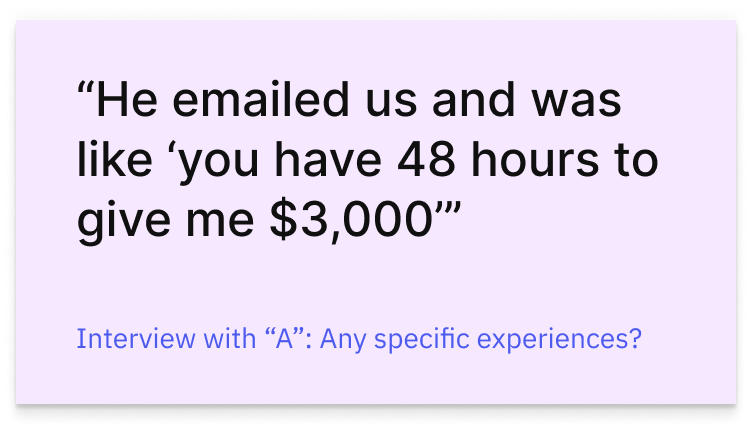 “He emailed us and was
like ‘you have 48 hours to
give me $3,000’”
Interview with “A”: Any specific experiences?